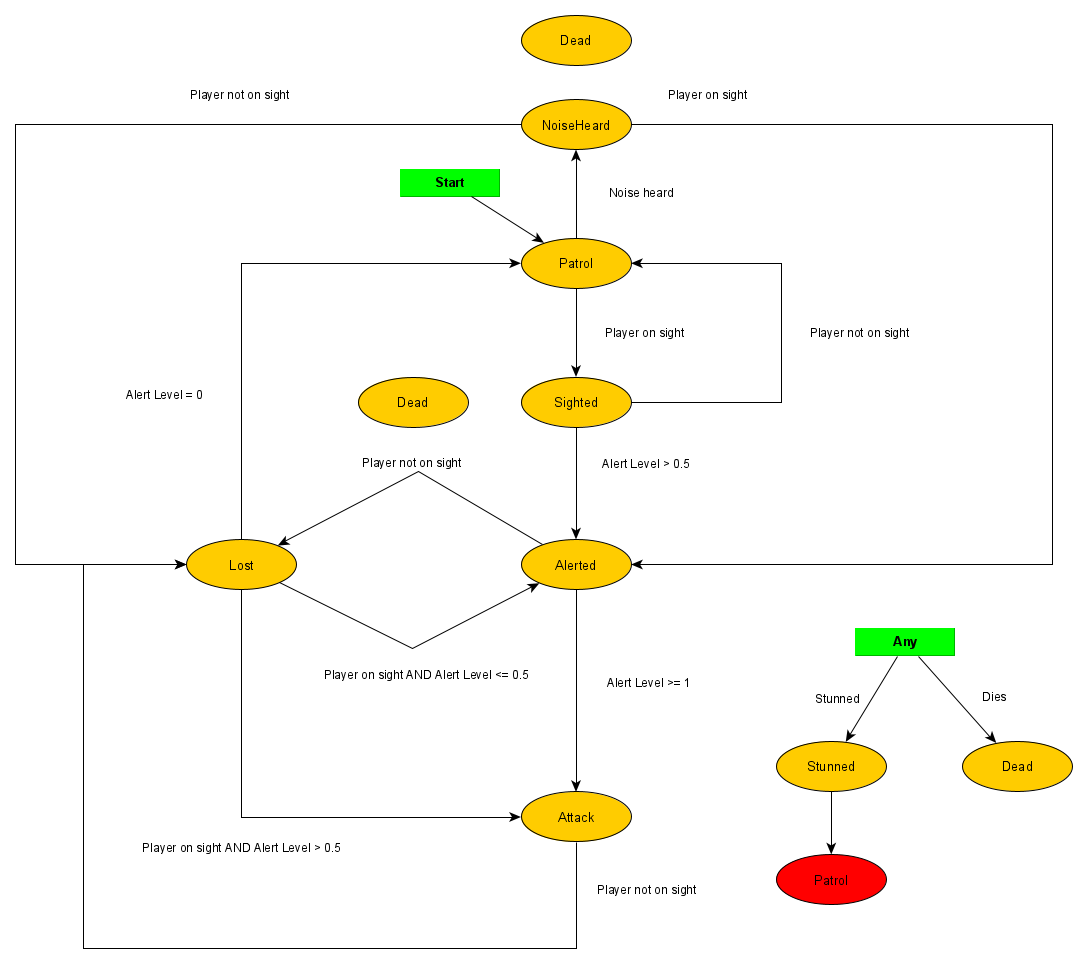 Dead
Player not on sight
Player on sight
NoiseHeard
Start
Noise heard
Patrol
Player on sight
Player not on sight
Alert Level = 0
Dead
Sighted
Player not on sight
Alert Level > 0.5
Lost
Alerted
Any
Player on sight AND Alert Level <= 0.5
Alert Level >= 1
Stunned
Dies
Stunned
Dead
Attack
Player on sight AND Alert Level > 0.5
Player not on sight
Patrol